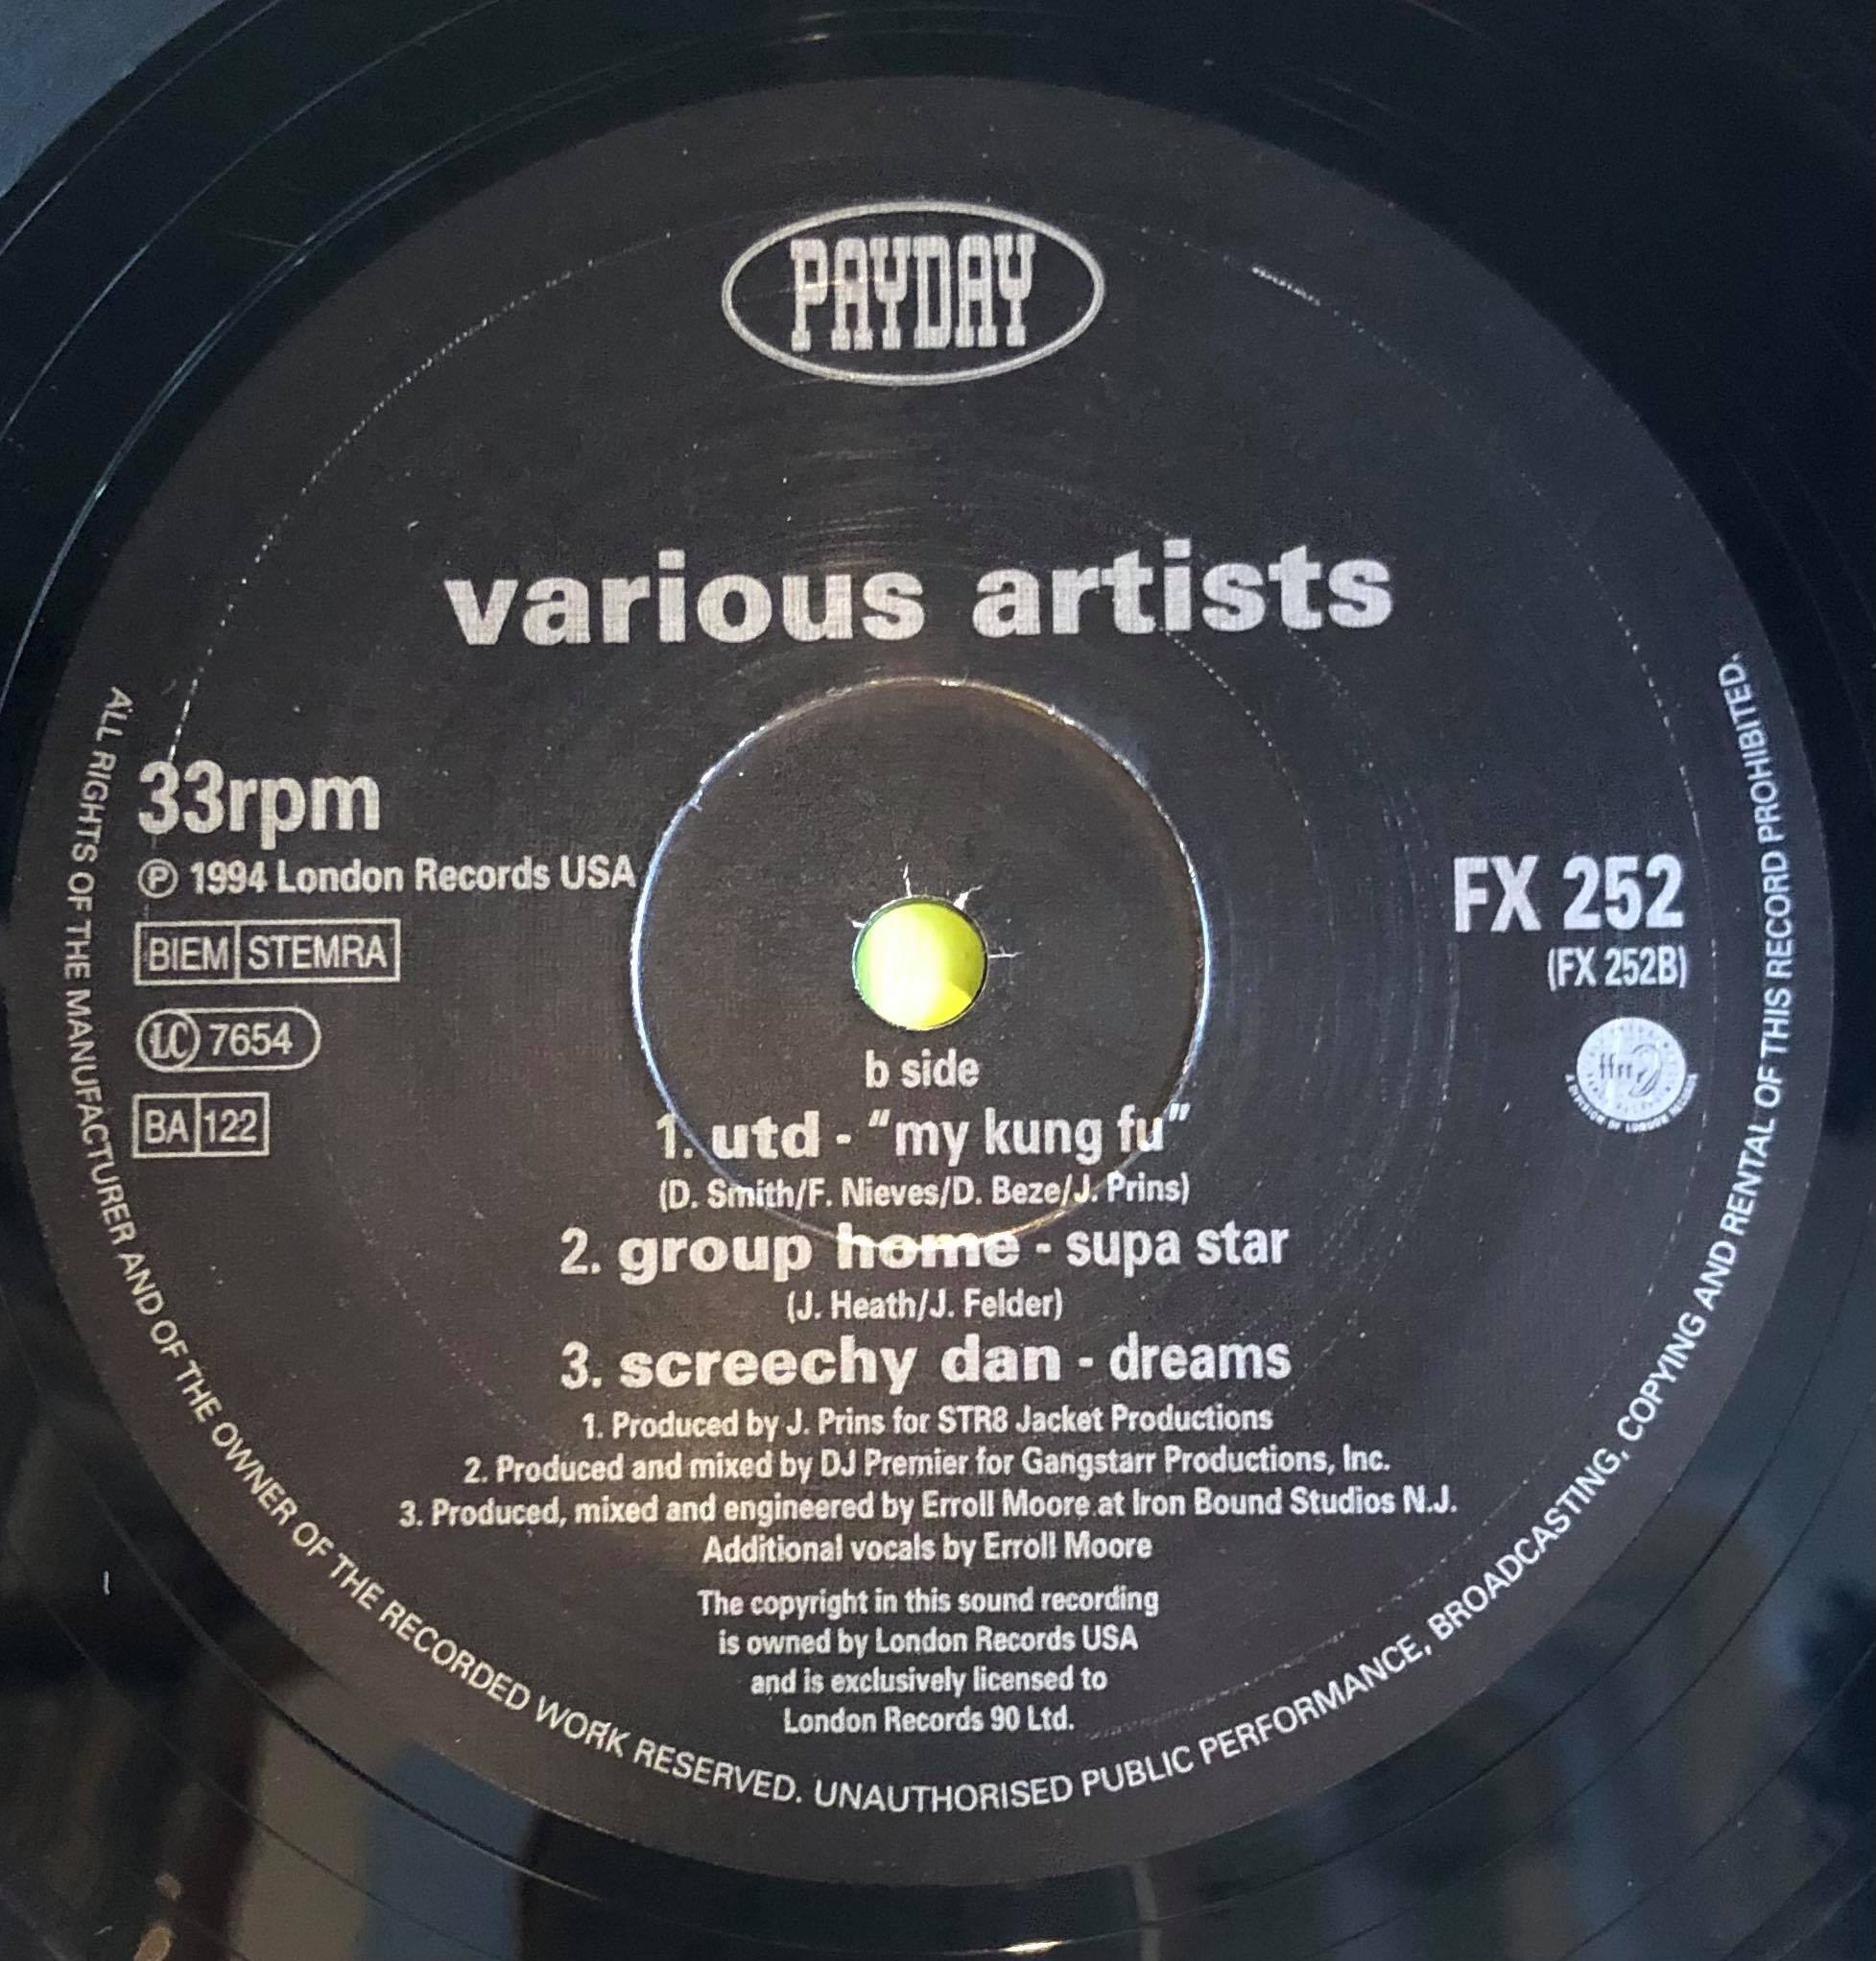 PAYDAY
various artists
33rpm
℗ 1994 London Records USA
BIEM STEMRA
LC 7654
BA 122
FX 252
(FX 252B)
ffrr
A DIVISION OF LONDON RECORDS
b side
1. utd - “my kung fu”
(D. Smith/F. Nieves/D. Beze/J. Prins)
2. group home - supa star
(J. Heath/J. Felder)
3. screechy dan - dreams
1. Produced by J. Prins for STR8 Jacket Productions
2. Produced and mixed by DJ Premier for Gangstarr Productions, Inc.
3. Produced, mixed and engineered by Erroll Moore at Iron Bound Studios N.J.
Additional vocals by Erroll Moore
The copyright in this sound recording
is owned by London Records USA
and is exclusively licensed to
London Records 90 Ltd.
ALL RIGHTS OF THE MANUFACTURER AND OF THE OWNER OF THE RECORDED WORK RESERVED. UNAUTHORISED PUBLIC PERFORMANCE, BROADCASTING, COPYING AND RENTAL OF THIS RECORD PROHIBITED.